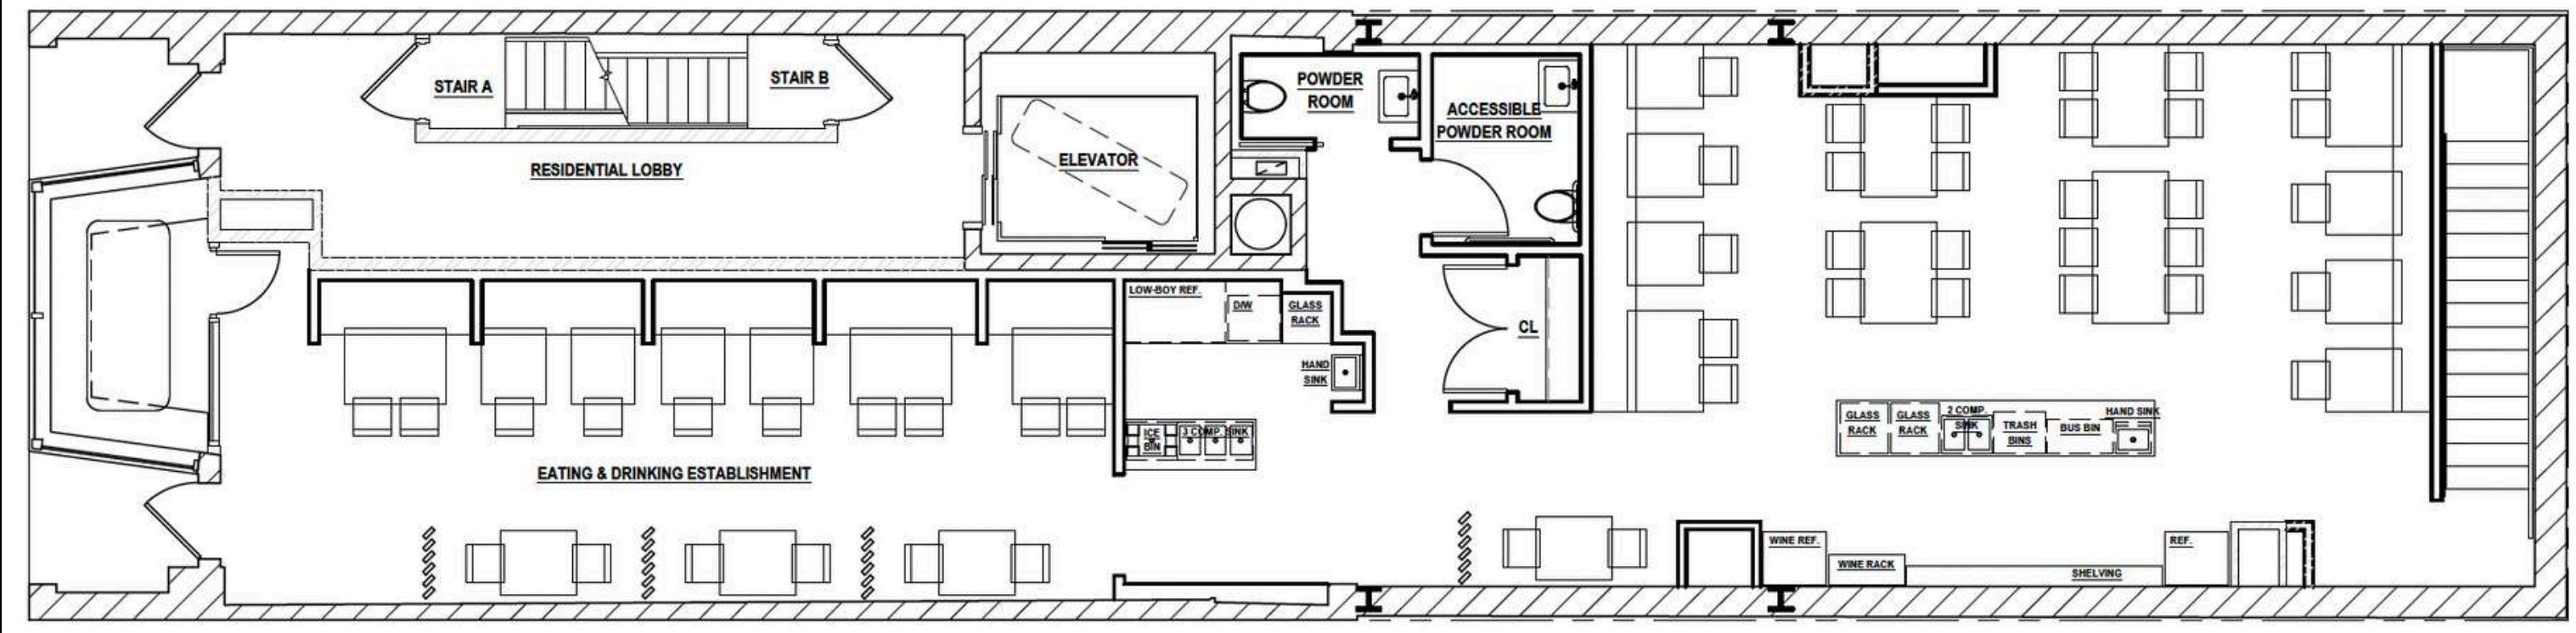 STAIR A
STAIR B
RESIDENTIAL LOBBY
ELEVATOR
POWDER
ROOM
ACCESSIBLE
POWDER ROOM
LOW-BOY REF.
D/W
GLASS
RACK
HAND
SINK
CL
ICE
BIN
3 COMP. SINK
EATING & DRINKING ESTABLISHMENT
GLASS
RACK
GLASS
RACK
2 COMP.
SINK
TRASH
BINS
BUS BIN
HAND SINK
WINE REF.
WINE RACK
SHELVING
REF.